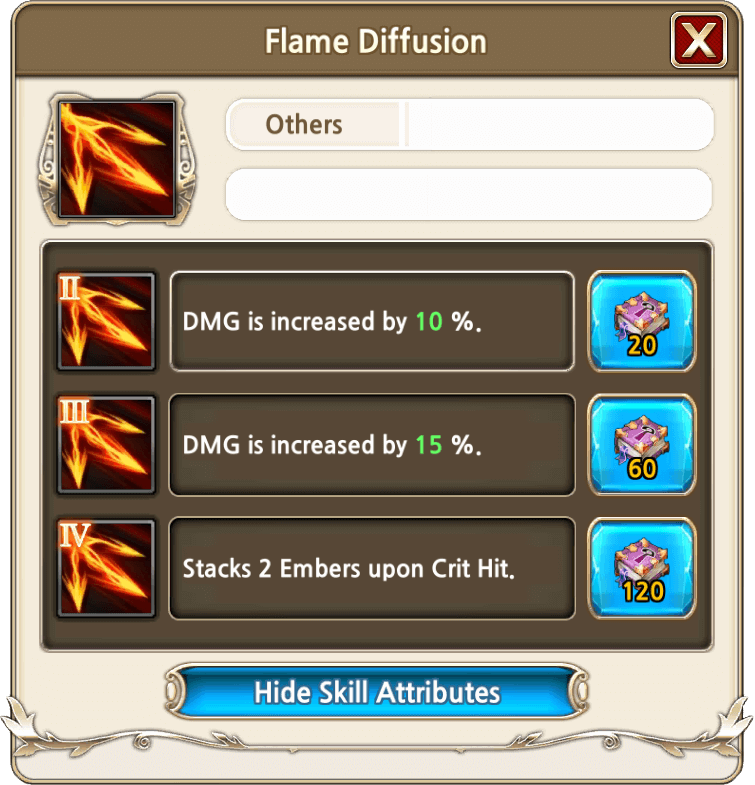 Flame Diffusion
X
Others
II
DMG is increased by 10 %.
20
III
DMG is increased by 15 %.
60
IV
Stacks 2 Embers upon Crit Hit.
120
Hide Skill Attributes